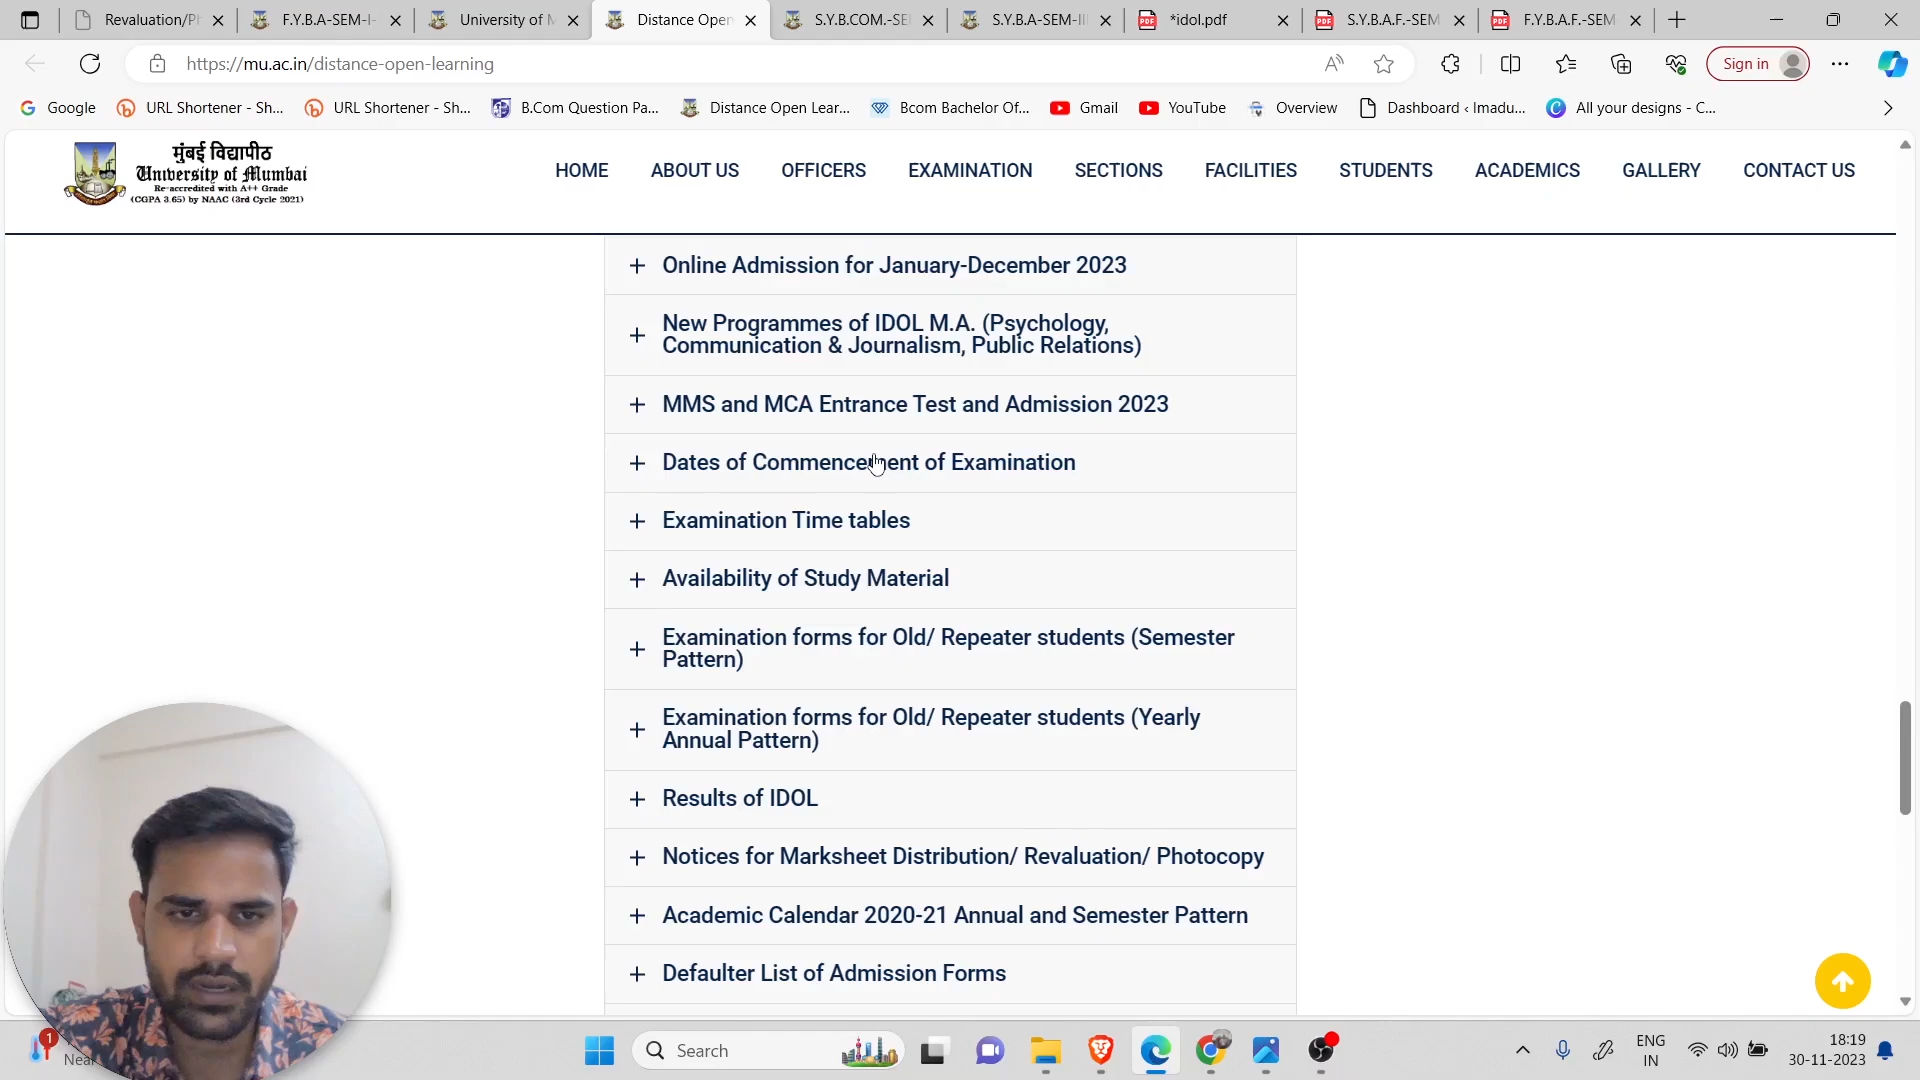 Revaluation/Ph
F.Y.B.A-SEM-I-
University of M
Distance Open
S.Y.B.COM.-SEM
S.Y.B.A-SEM-III
*idol.pdf
S.Y.B.A.F.-SEM
F.Y.B.A.F.-SEM
https://mu.ac.in/distance-open-learning
Sign in
Google
URL Shortener - Sh...
URL Shortener - Sh...
B.Com Question Pa...
Distance Open Lear...
Bcom Bachelor Of...
Gmail
YouTube
Overview
Dashboard ‹ Imadu...
All your designs - C...
मुंबई विद्यापीठ
University of Mumbai
Re-accredited with A++ Grade
(CGPA 3.65) by NAAC (3rd Cycle 2021)
HOME ABOUT US OFFICERS EXAMINATION SECTIONS FACILITIES STUDENTS ACADEMICS GALLERY CONTACT US
+ Online Admission for January-December 2023
+ New Programmes of IDOL M.A. (Psychology,
Communication & Journalism, Public Relations)
+ MMS and MCA Entrance Test and Admission 2023
+ Dates of Commencement of Examination
+ Examination Time tables
+ Availability of Study Material
+ Examination forms for Old/ Repeater students (Semester
Pattern)
+ Examination forms for Old/ Repeater students (Yearly
Annual Pattern)
+ Results of IDOL
+ Notices for Marksheet Distribution/ Revaluation/ Photocopy
+ Academic Calendar 2020-21 Annual and Semester Pattern
+ Defaulter List of Admission Forms
1
Near
Search
ENG
IN
18:19
30-11-2023